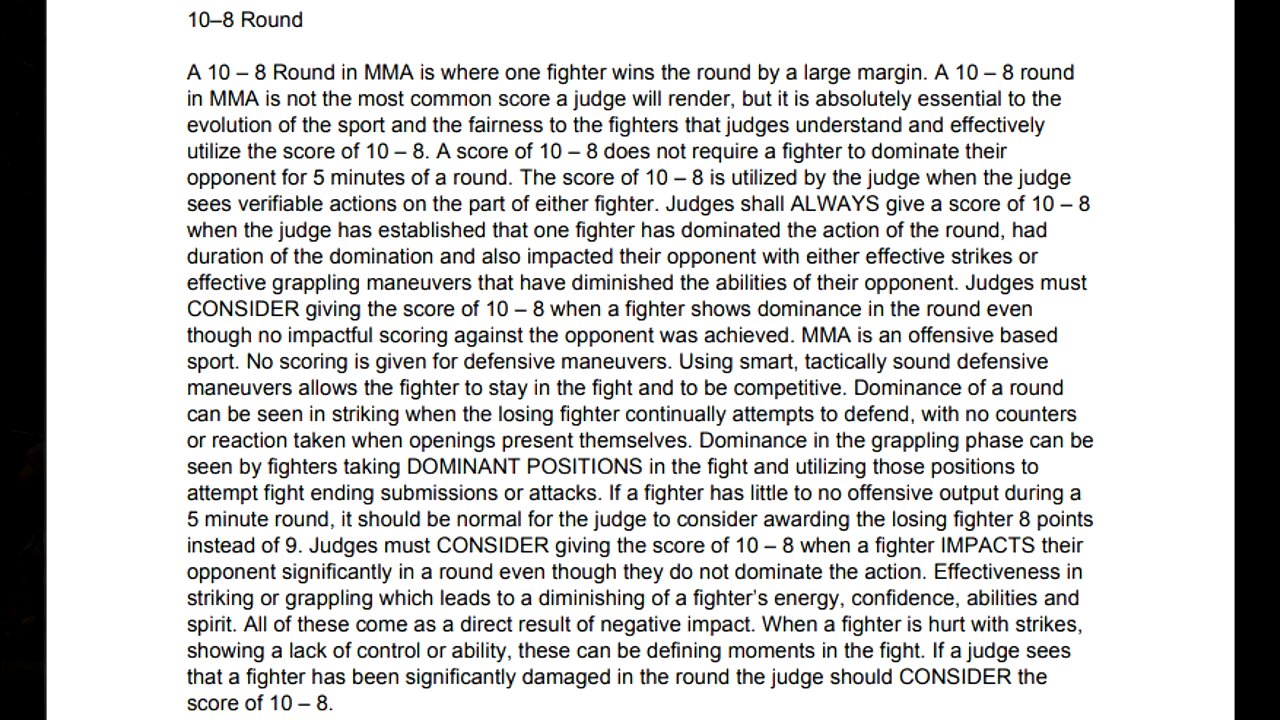 10–8 Round
A 10 – 8 Round in MMA is where one fighter wins the round by a large margin. A 10 – 8 round
in MMA is not the most common score a judge will render, but it is absolutely essential to the
evolution of the sport and the fairness to the fighters that judges understand and effectively
utilize the score of 10 – 8. A score of 10 – 8 does not require a fighter to dominate their
opponent for 5 minutes of a round. The score of 10 – 8 is utilized by the judge when the judge
sees verifiable actions on the part of either fighter. Judges shall ALWAYS give a score of 10 – 8
when the judge has established that one fighter has dominated the action of the round, had
duration of the domination and also impacted their opponent with either effective strikes or
effective grappling maneuvers that have diminished the abilities of their opponent. Judges must
CONSIDER giving the score of 10 – 8 when a fighter shows dominance in the round even
though no impactful scoring against the opponent was achieved. MMA is an offensive based
sport. No scoring is given for defensive maneuvers. Using smart, tactically sound defensive
maneuvers allows the fighter to stay in the fight and to be competitive. Dominance of a round
can be seen in striking when the losing fighter continually attempts to defend, with no counters
or reaction taken when openings present themselves. Dominance in the grappling phase can be
seen by fighters taking DOMINANT POSITIONS in the fight and utilizing those positions to
attempt fight ending submissions or attacks. If a fighter has little to no offensive output during a
5 minute round, it should be normal for the judge to consider awarding the losing fighter 8 points
instead of 9. Judges must CONSIDER giving the score of 10 – 8 when a fighter IMPACTS their
opponent significantly in a round even though they do not dominate the action. Effectiveness in
striking or grappling which leads to a diminishing of a fighter's energy, confidence, abilities and
spirit. All of these come as a direct result of negative impact. When a fighter is hurt with strikes,
showing a lack of control or ability, these can be defining moments in the fight. If a judge sees
that a fighter has been significantly damaged in the round the judge should CONSIDER the
score of 10 – 8.